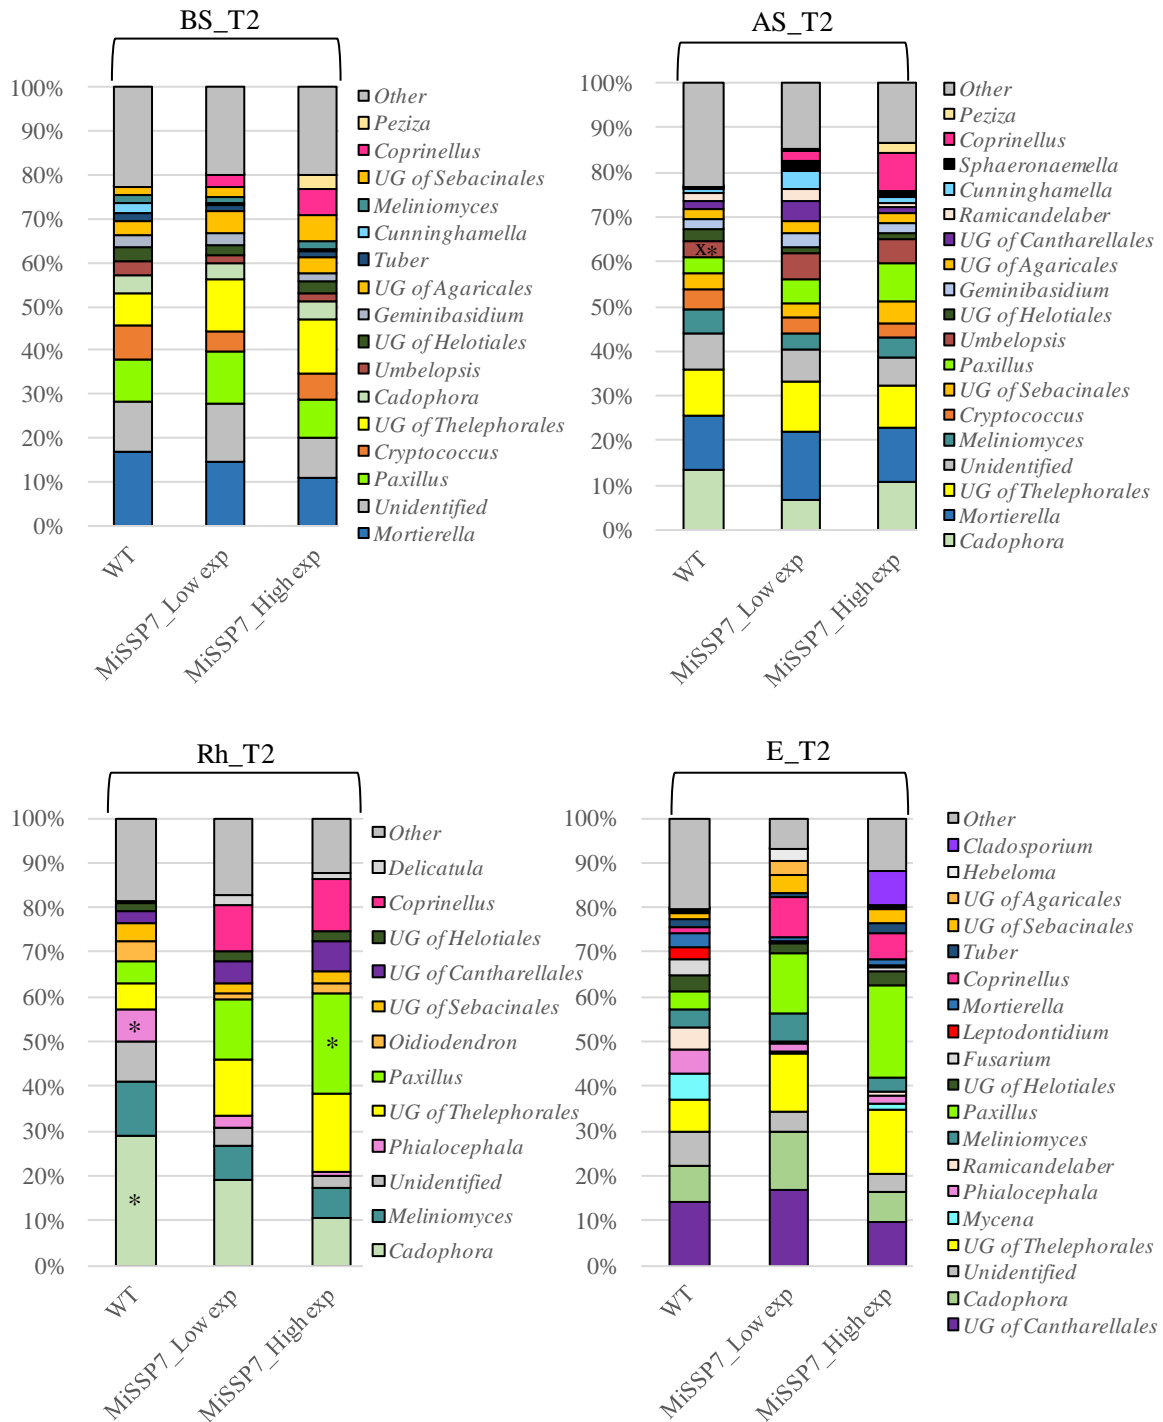 BS_T2
100%
90%
80%
70%
60%
50%
40%
30%
20%
10%
0%
WT
MiSSP7_Low exp
MiSSP7_High exp
Other
Peziza
Coprinellus
UG of Sebacinales
Meliniomyces
Cunninghamella
Tuber
UG of Agaricales
Geminibasidium
UG of Helotiales
Umbelopsis
Cadophora
UG of Thelephorales
Cryptococcus
Paxillus
Unidentified
Mortierella
AS_T2
100%
90%
80%
70%
60%
50%
40%
30%
20%
10%
0%
x*
WT
MiSSP7_Low exp
MiSSP7_High exp
Other
Peziza
Coprinellus
Sphaeronaemella
Cunninghamella
Ramicandelaber
UG of Cantharellales
UG of Agaricales
Geminibasidium
UG of Helotiales
Umbelopsis
Paxillus
UG of Sebacinales
Cryptococcus
Meliniomyces
Unidentified
UG of Thelephorales
Mortierella
Cadophora
Rh_T2
100%
90%
80%
70%
60%
50%
40%
30%
20%
10%
0%
*
*
*
WT
MiSSP7_Low exp
MiSSP7_High exp
Other
Delicatula
Coprinellus
UG of Helotiales
UG of Cantharellales
UG of Sebacinales
Oidiodendron
Paxillus
UG of Thelephorales
Phialocephala
Unidentified
Meliniomyces
Cadophora
E_T2
100%
90%
80%
70%
60%
50%
40%
30%
20%
10%
0%
WT
MiSSP7_Low exp
MiSSP7_High exp
Other
Cladosporium
Hebeloma
UG of Agaricales
UG of Sebacinales
Tuber
Coprinellus
Mortierella
Leptodontidium
Fusarium
UG of Helotiales
Paxillus
Meliniomyces
Ramicandelaber
Phialocephala
Mycena
UG of Thelephorales
Unidentified
Cadophora
UG of Cantharellales